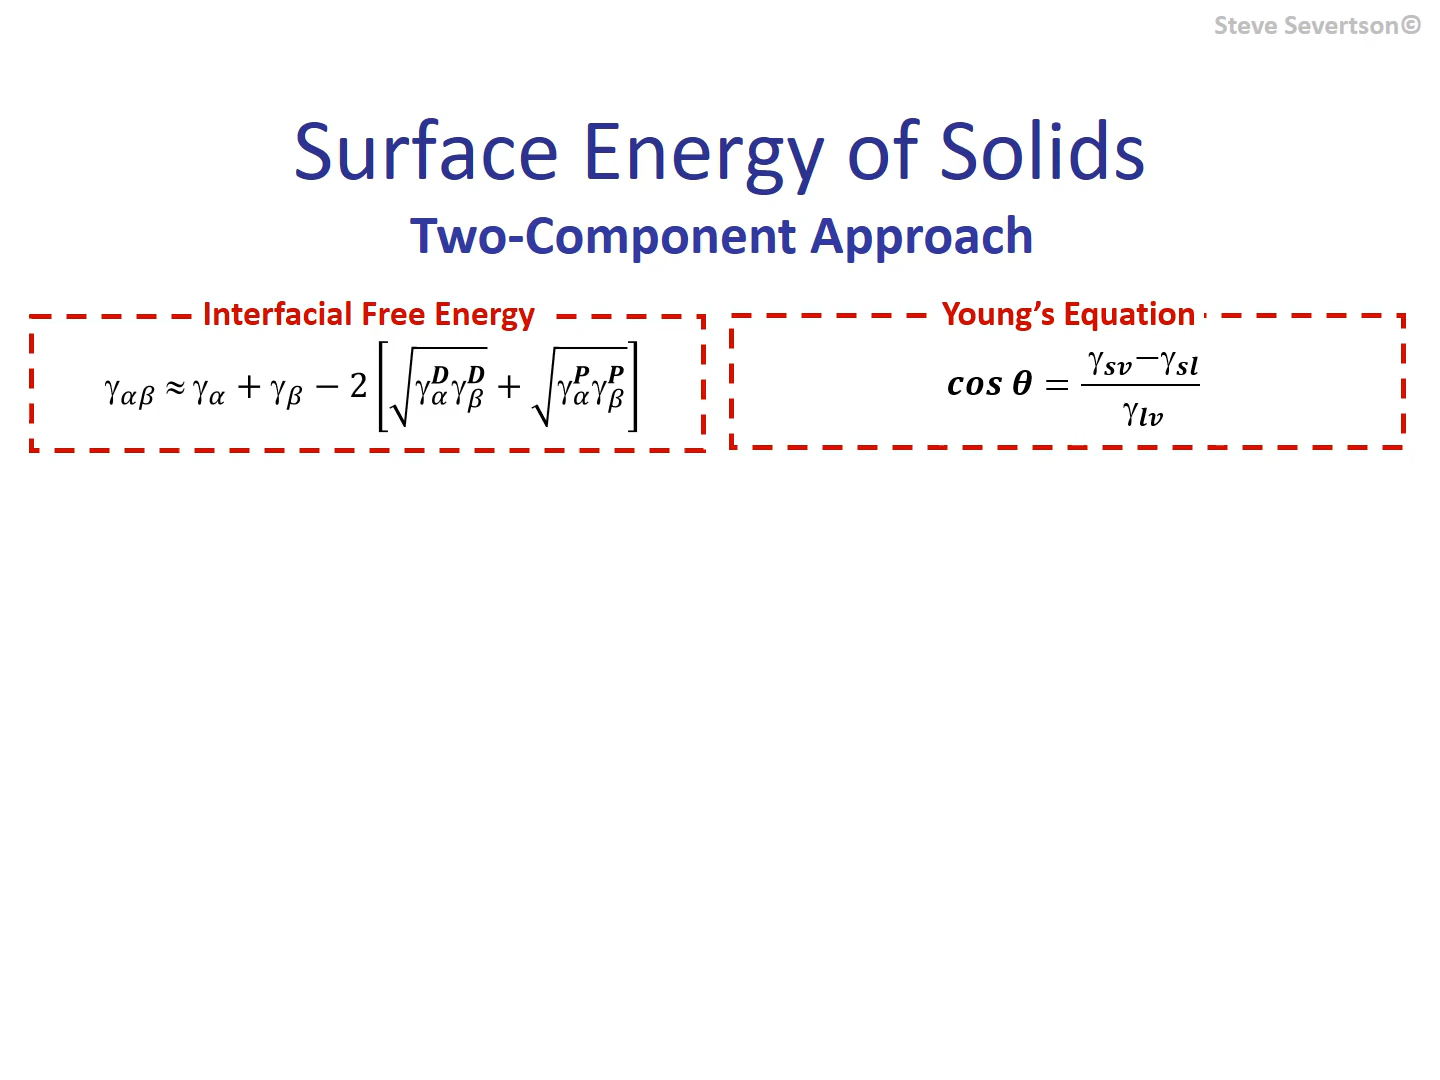 Steve Severtson©
Surface Energy of Solids
Two-Component Approach
Interfacial Free Energy
γ_αβ ≈ γ_α + γ_β − 2 [√(γ_α^D γ_β^D) + √(γ_α^P γ_β^P)]
Young’s Equation
cos θ = (γ_sv − γ_sl) / γ_lv